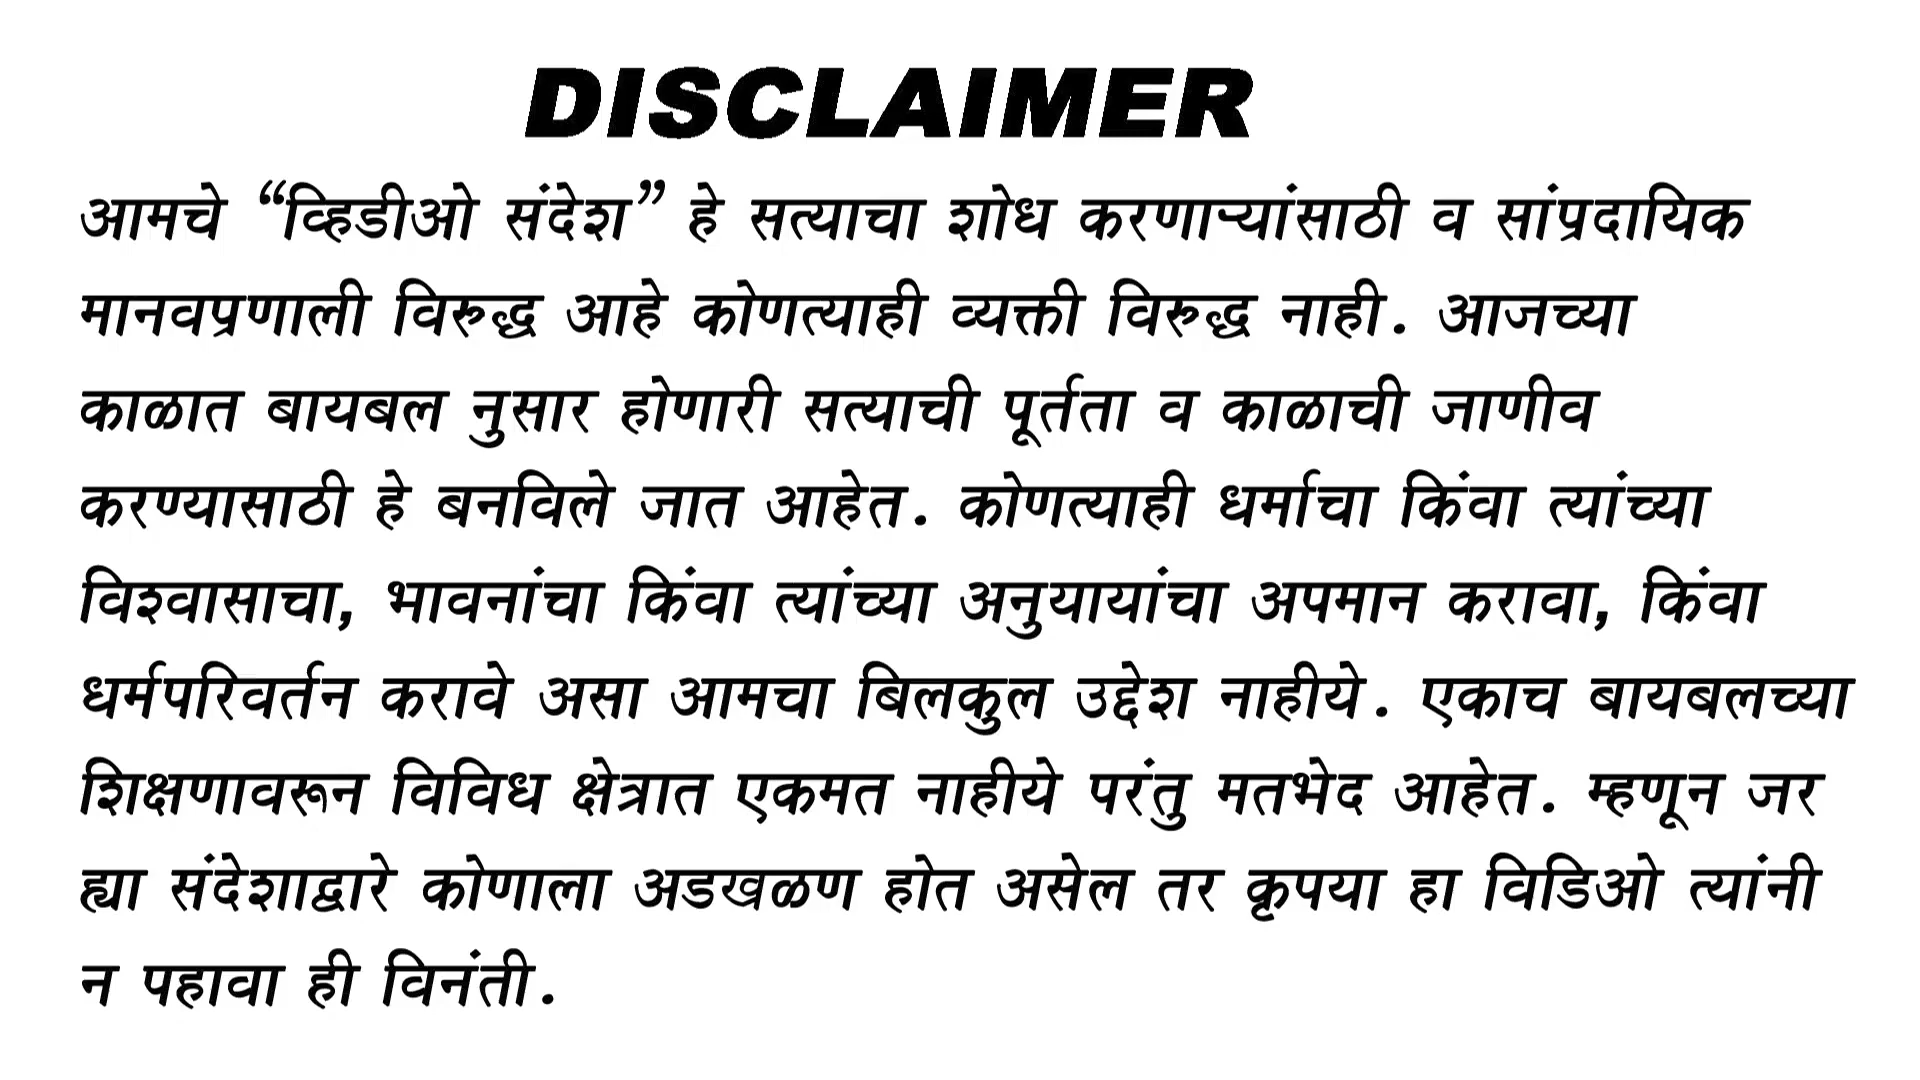 DISCLAIMER
आमचे “व्हिडीओ संदेश” हे सत्याचा शोध करणाऱ्यांसाठी व सांप्रदायिक
मानवप्रणाली विरूद्ध आहे कोणत्याही व्यक्ती विरूद्ध नाही. आजच्या
काळात बायबल नुसार होणारी सत्याची पूर्तता व काळाची जाणीव
करण्यासाठी हे बनविले जात आहेत. कोणत्याही धर्माचा किंवा त्यांच्या
विश्वासाचा, भावनांचा किंवा त्यांच्या अनुयायांचा अपमान करावा, किंवा
धर्मपरिवर्तन करावे असा आमचा बिलकुल उद्देश नाहीये. एकाच बायबलच्या
शिक्षणावरून विविध क्षेत्रात एकमत नाहीये परंतु मतभेद आहेत. म्हणून जर
ह्या संदेशाद्वारे कोणाला अडखळण होत असेल तर कृपया हा विडिओ त्यांनी
न पहावा ही विनंती.